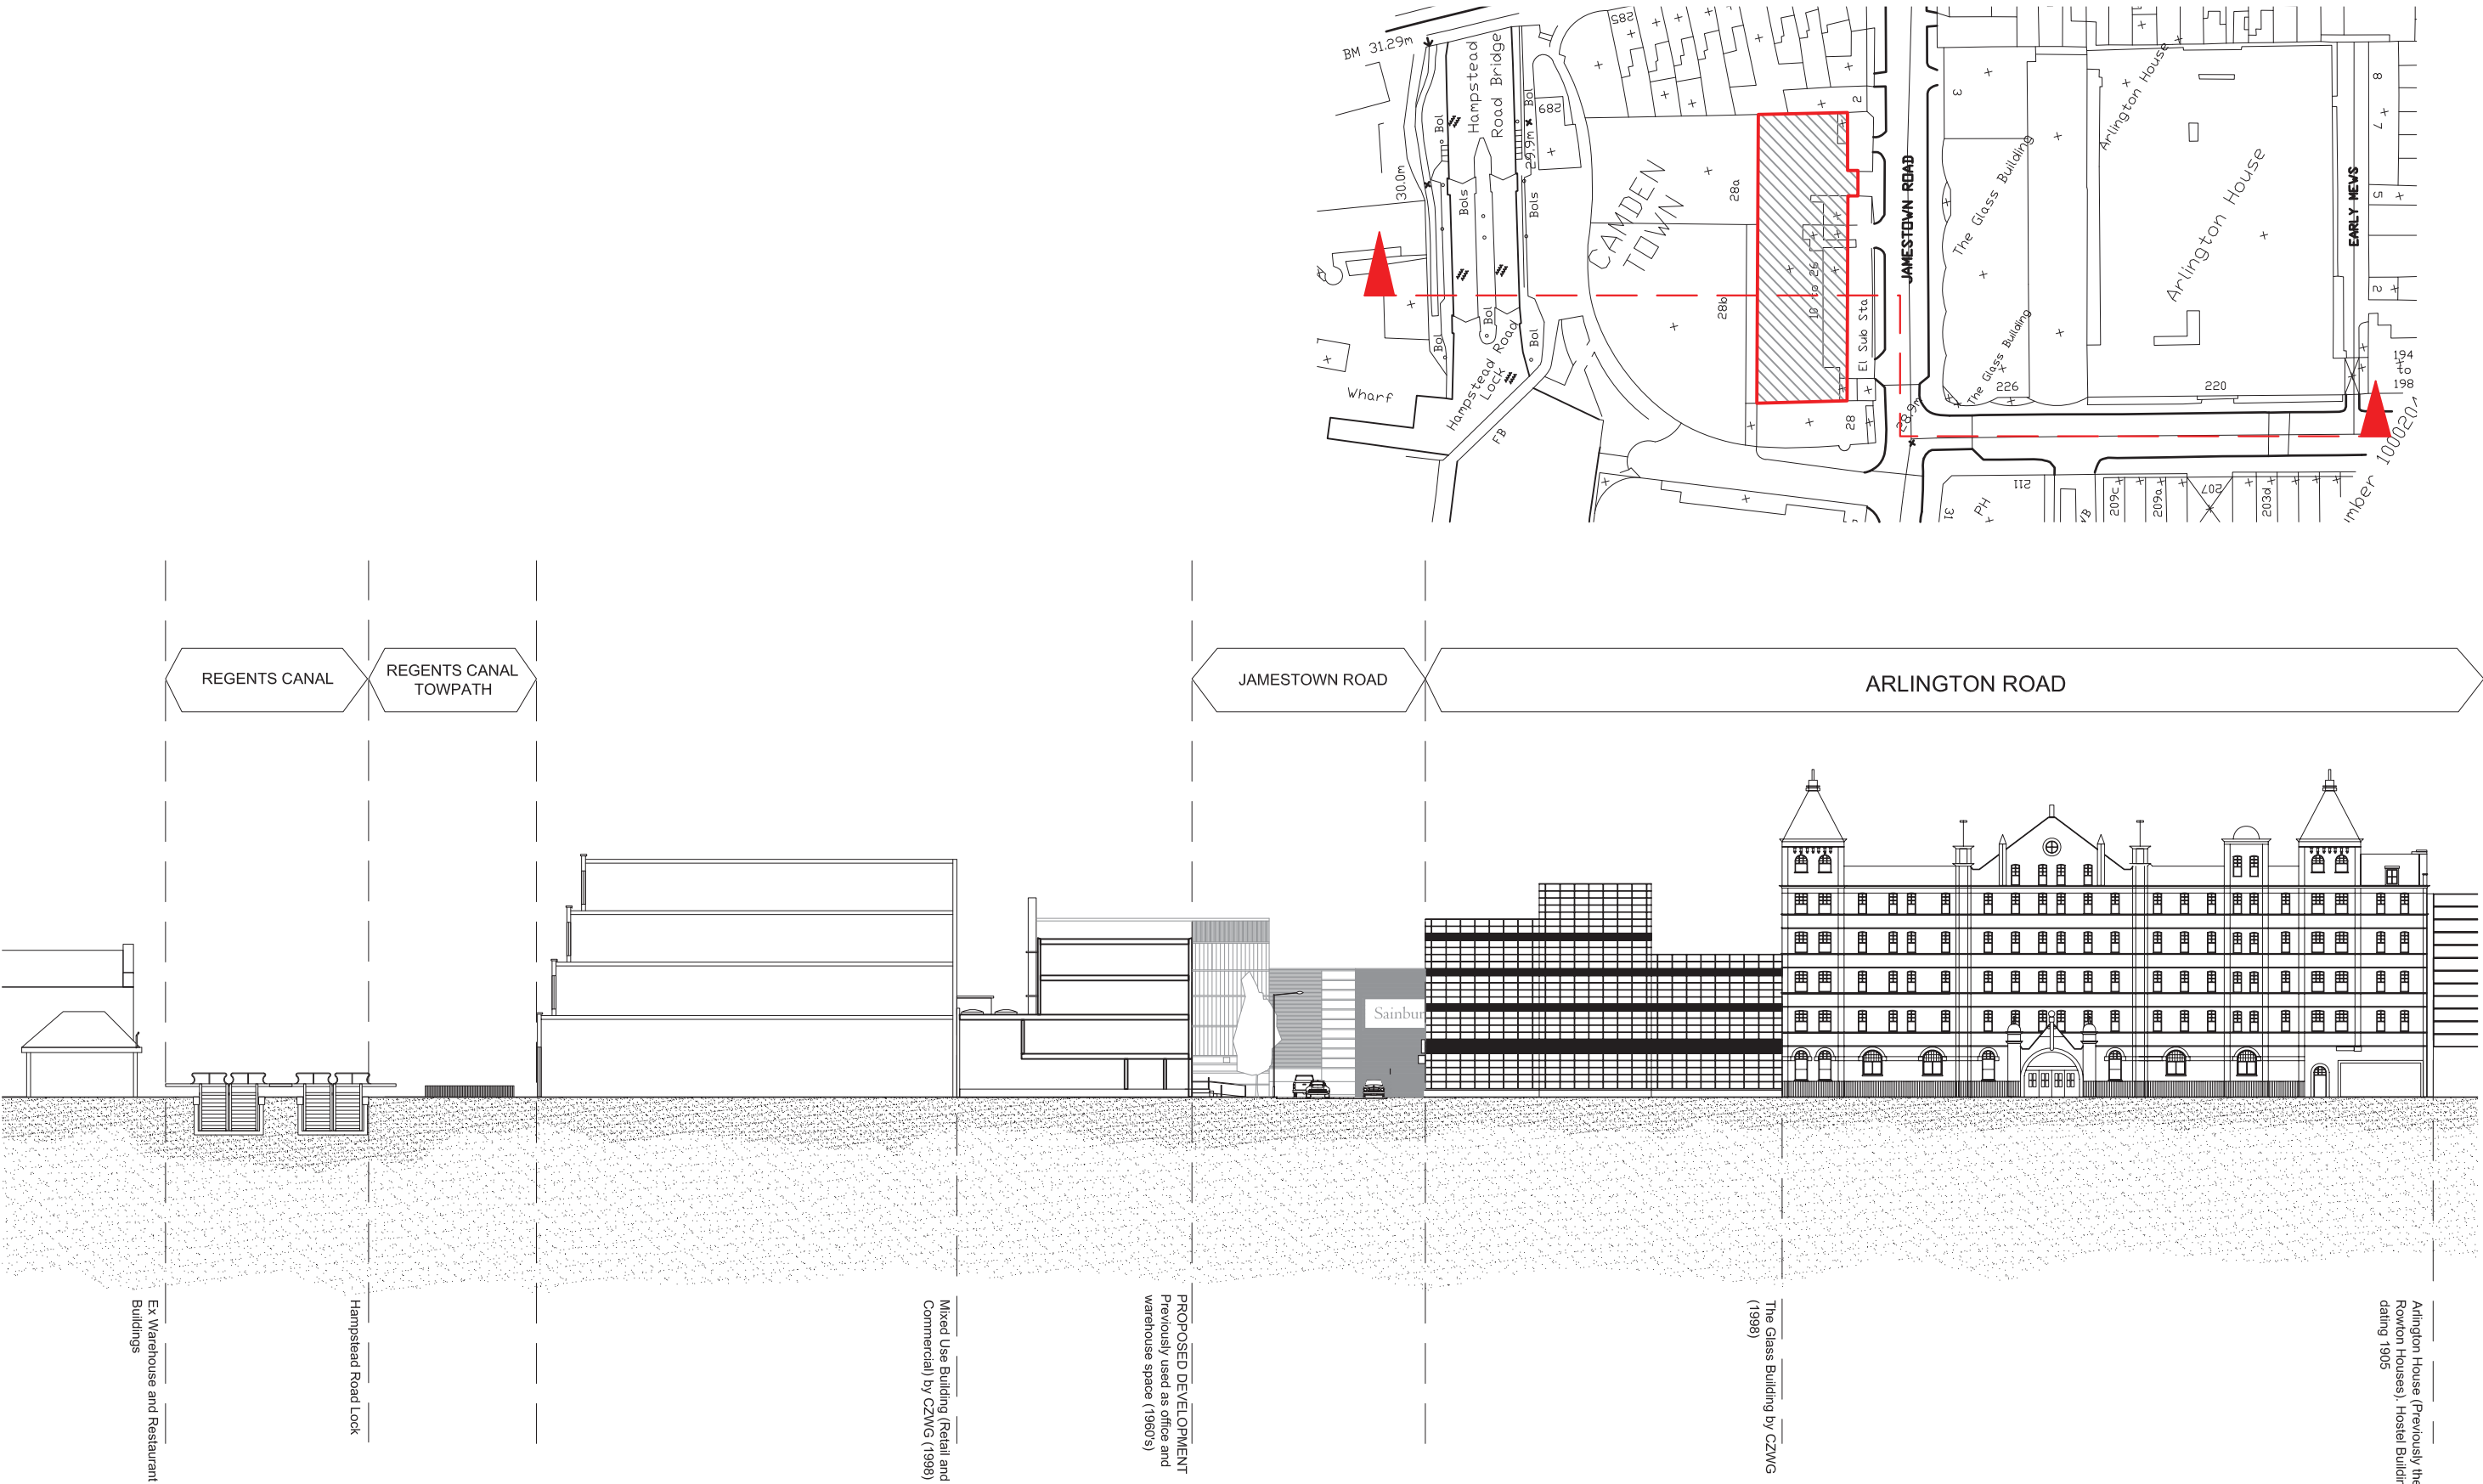 BM 31.29m
Hampstead
Road Bridge
285
289
Bol
Bol
29.9m
Bols
Bols
30.0m
Bol
Bol
Bol
Hampstead Road
Lock
FB
Wharf
CAMDEN
TOWN
28a
28b
10 to 26
2
28
El Sub Sta
JAMESTOWN ROAD
28.9m
3
The Glass Building
The Glass Building
226
Arlington House
Arlington House
220
EARLY MEWS
8
7
5
2
194
to
198
211
PH
31
209c
209a
207
203d
REGENTS CANAL
REGENTS CANAL
TOWPATH
JAMESTOWN ROAD
ARLINGTON ROAD
Sainbur
Ex Warehouse and Restaurant
Buildings
Hampstead Road Lock
Mixed Use Building (Retail and
Commercial) by CZWG (1998)
PROPOSED DEVELOPMENT
Previously used as office and
warehouse space (1960's)
The Glass Building by CZWG
(1998)
Arlington House (Previously the
Rowton Houses). Hostel Buildin
dating 1905